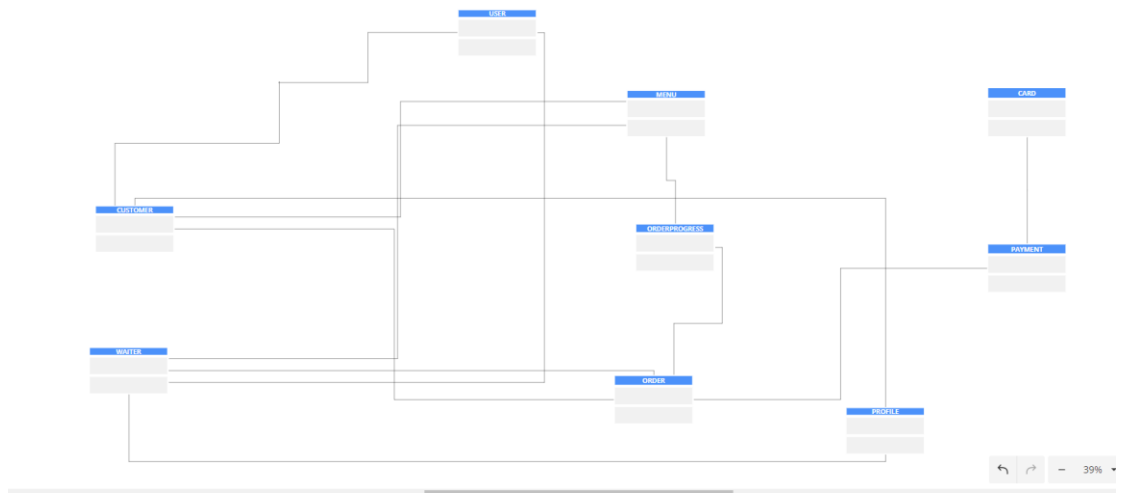 USER
MENU
CARD
CUSTOMER
ORDERPROGRESS
PAYMENT
WAITER
ORDER
PROFILE
39%